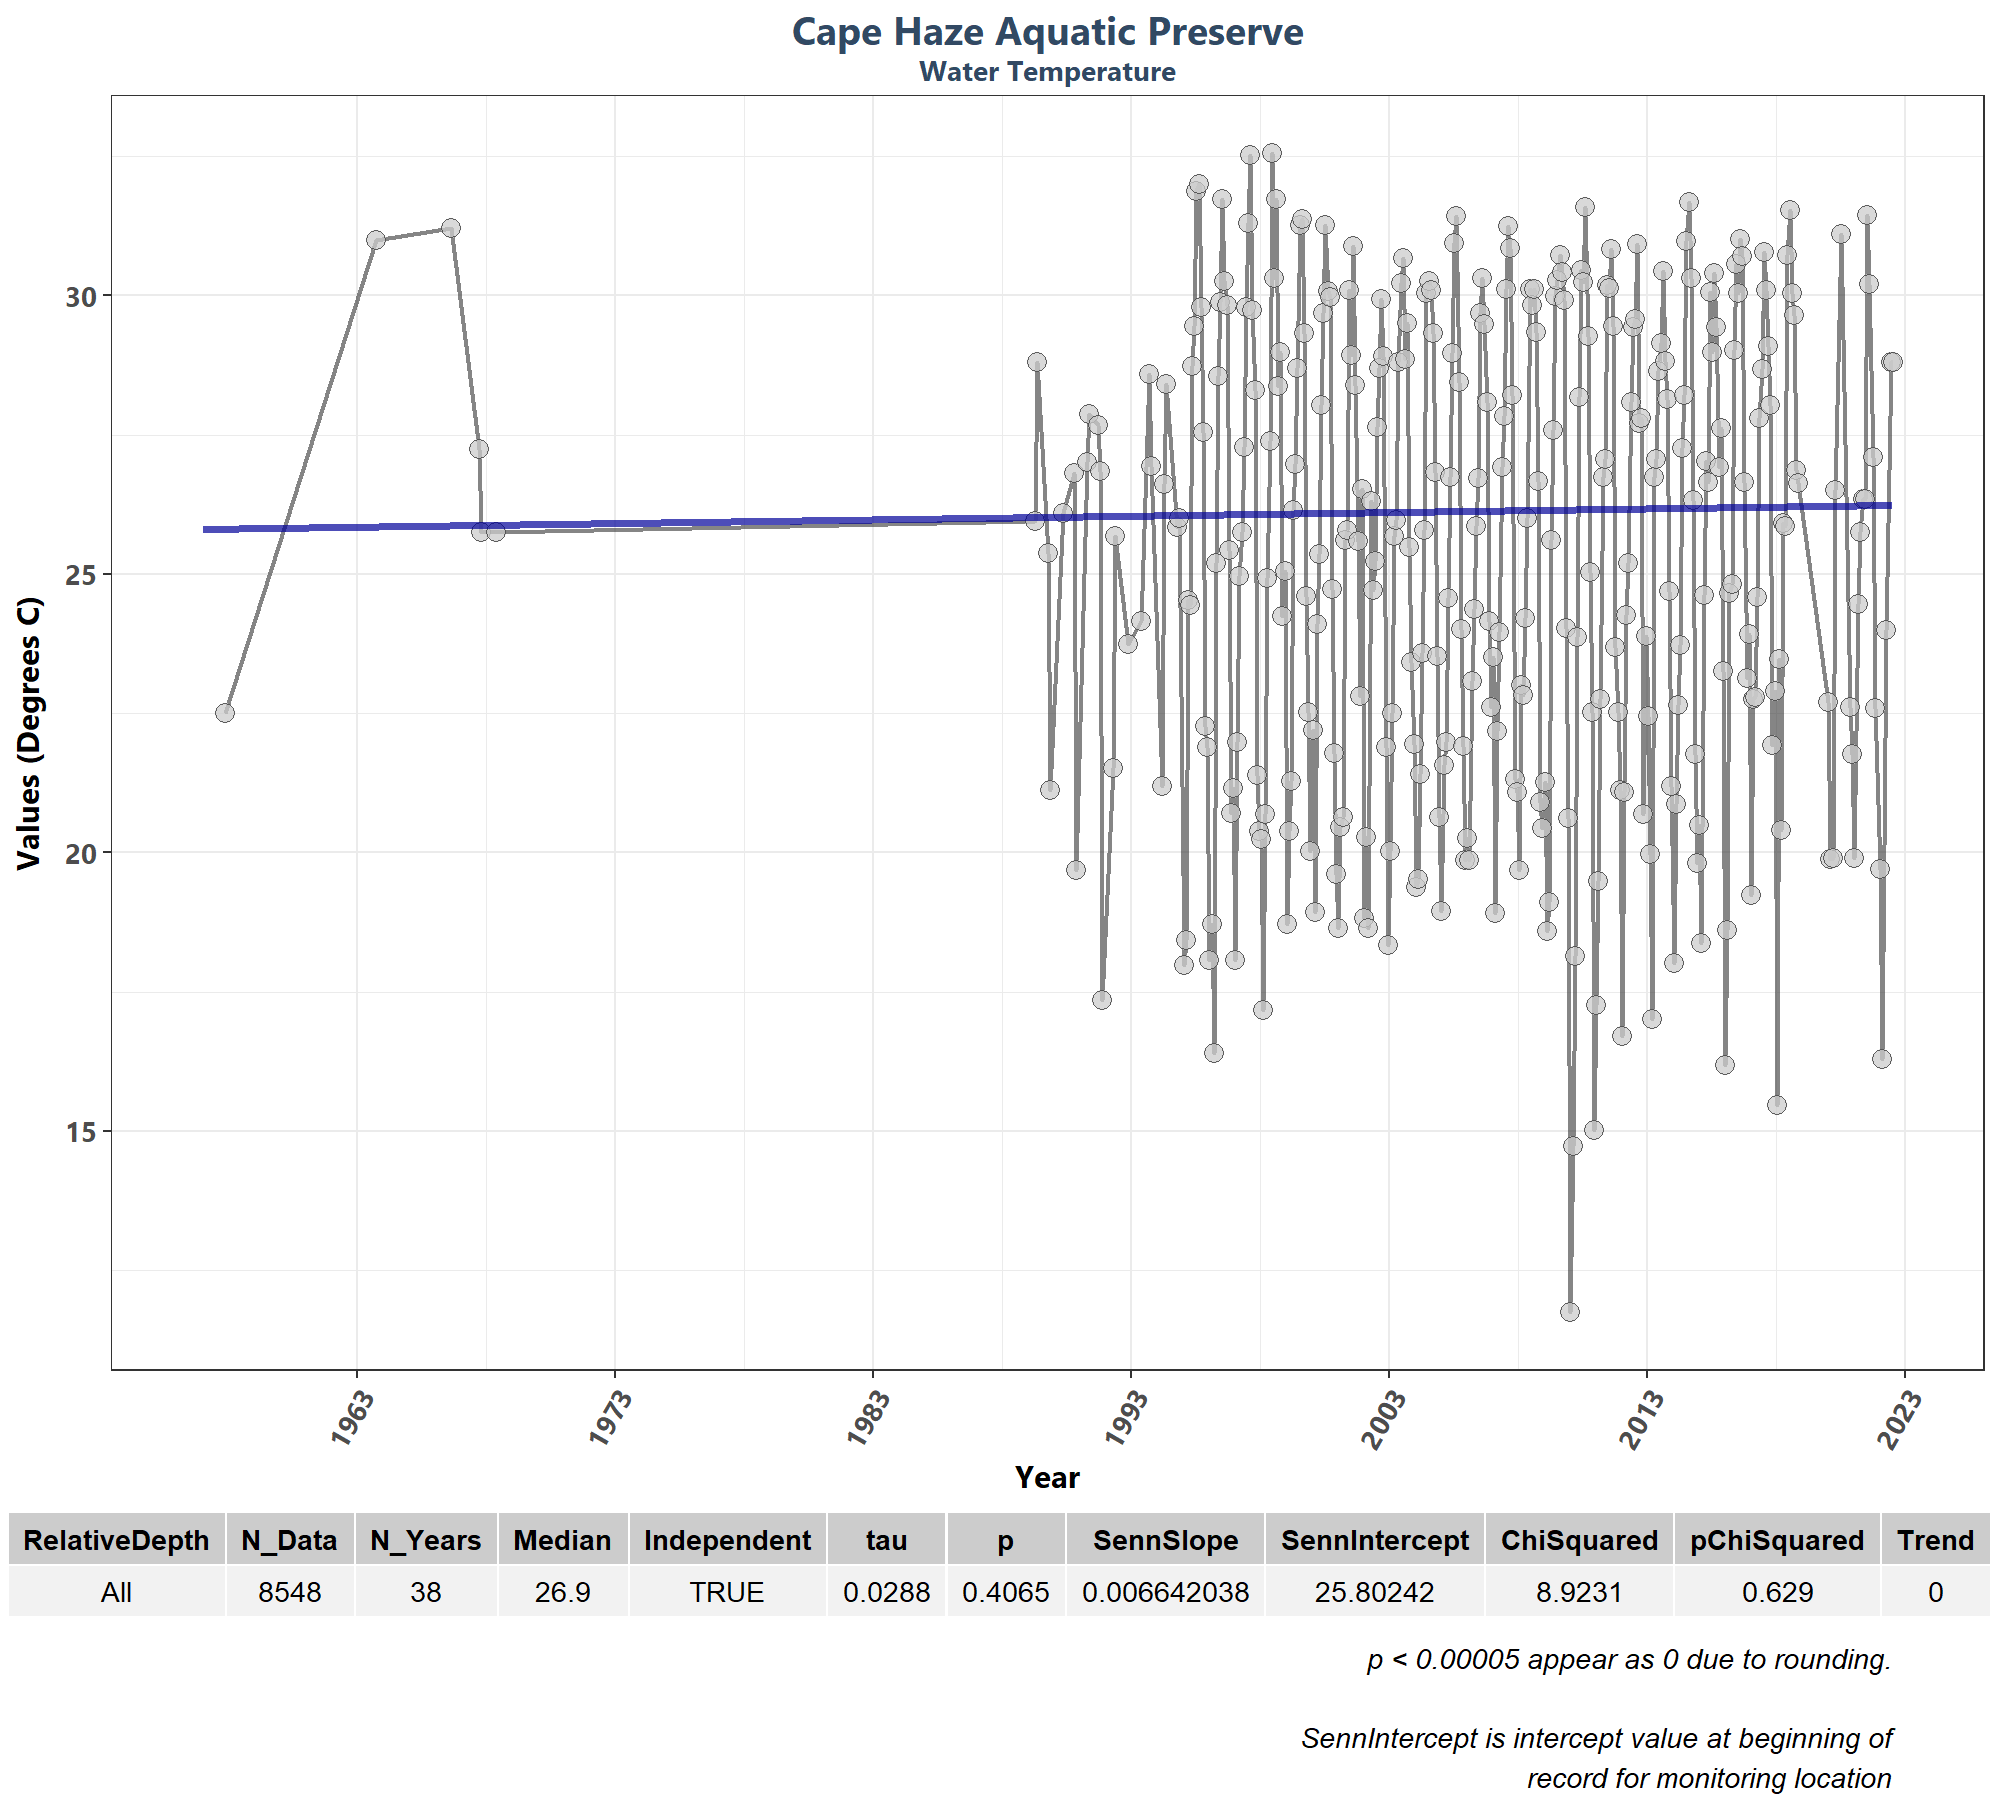 Cape Haze Aquatic Preserve
Water Temperature
Values (Degrees C)
30
25
20
15
1963
1973
1983
1993
2003
2013
2023
Year
RelativeDepth N_Data N_Years Median Independent tau p SennSlope SennIntercept ChiSquared pChiSquared Trend
All 8548 38 26.9 TRUE 0.0288 0.4065 0.006642038 25.80242 8.9231 0.629 0
p < 0.00005 appear as 0 due to rounding.
SennIntercept is intercept value at beginning of
record for monitoring location